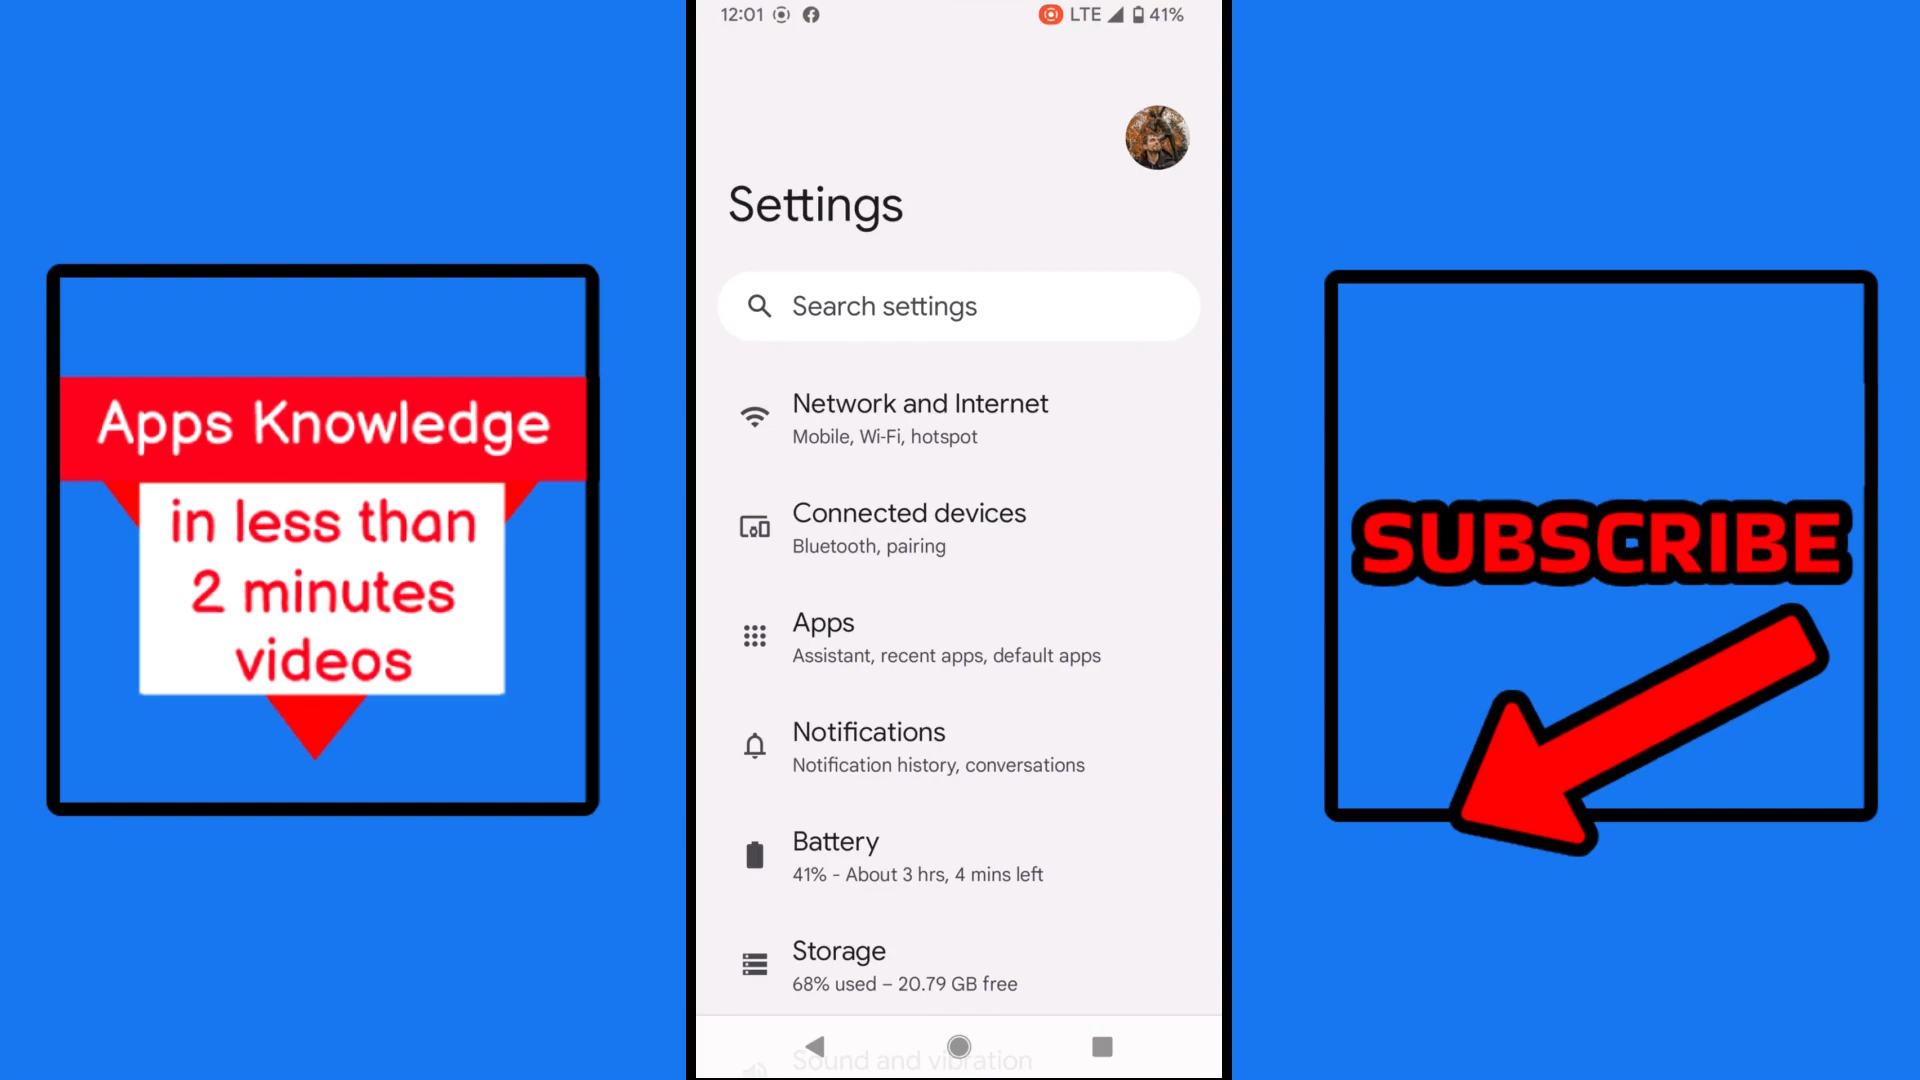 12:01
LTE 41%
Settings
Search settings
Network and Internet
Mobile, Wi-Fi, hotspot
Connected devices
Bluetooth, pairing
Apps
Assistant, recent apps, default apps
Notifications
Notification history, conversations
Battery
41% - About 3 hrs, 4 mins left
Storage
68% used – 20.79 GB free
Sound and vibration
Apps Knowledge
in less than
2 minutes
videos
SUBSCRIBE